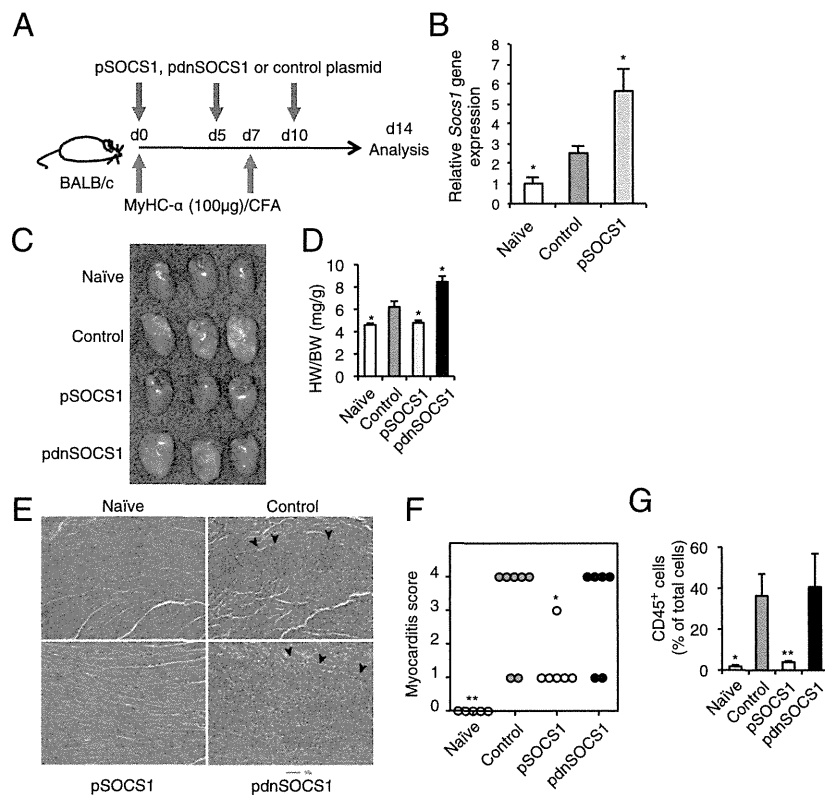 A
pSOCS1, pdnSOCS1 or control plasmid
d0
d5
d7
d10
d14
Analysis
BALB/c
MyHC-α (100μg)/CFA
B
Relative Socs1 gene
expression
8
7
6
5
4
3
2
1
0
*
*
Naïve
Control
pSOCS1
C
Naïve
Control
pSOCS1
pdnSOCS1
D
HW/BW (mg/g)
10
8
6
4
2
0
*
*
*
Naïve
Control
pSOCS1
pdnSOCS1
E
Naïve
Control
pSOCS1
pdnSOCS1
F
Myocarditis score
4
3
2
1
0
**
*
Naïve
Control
pSOCS1
pdnSOCS1
G
CD45+ cells
(% of total cells)
60
40
20
0
*
**
Naïve
Control
pSOCS1
pdnSOCS1